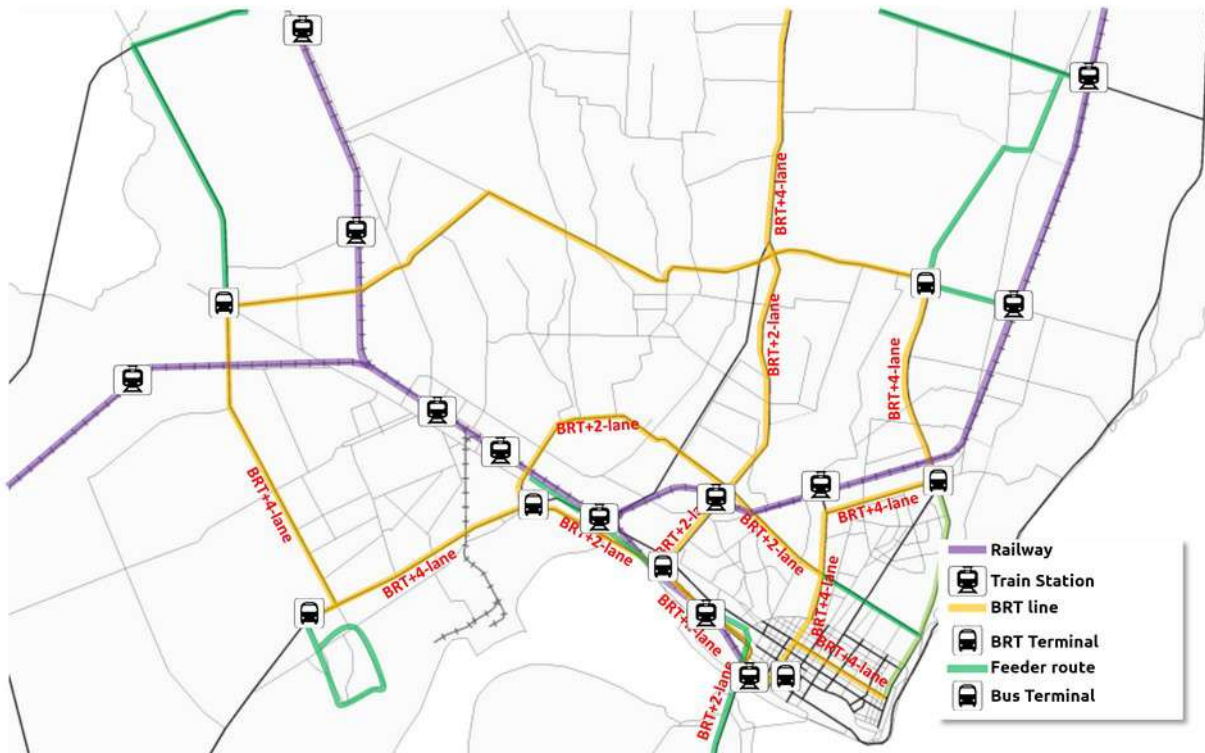 BRT+4-lane
BRT+2-lane
BRT+4-lane
BRT+2-lane
BRT+4-lane
BRT+4-lane
BRT+2-
BRT+2-lane
BRT+2-lane
BRT+4-lane
BRT+4-lane
BRT+4-lane
BRT+2-lane
Railway
Train Station
BRT line
BRT Terminal
Feeder route
Bus Terminal